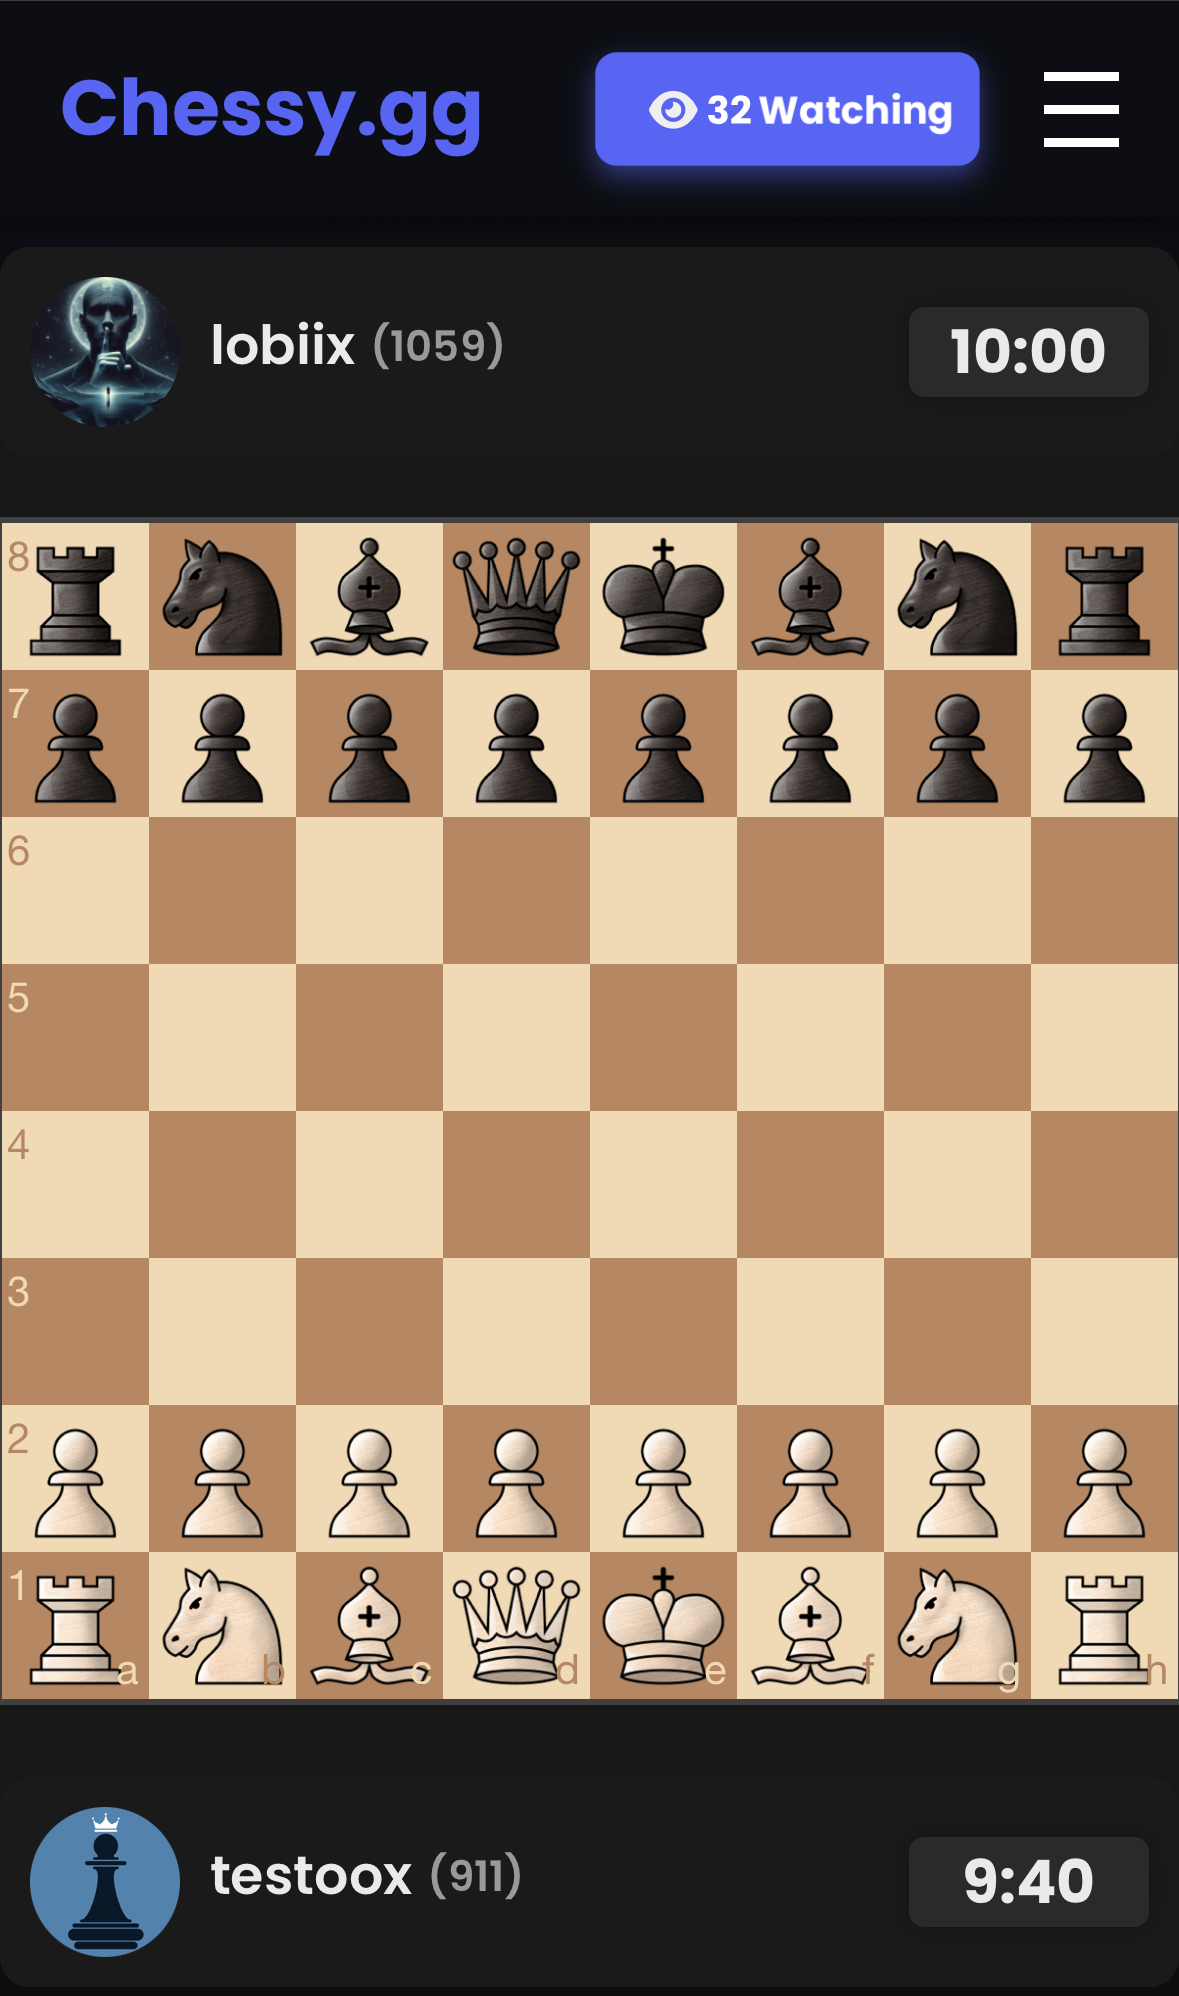 Chessy.gg
32 Watching
lobiix (1059)
10:00
8
7
6
5
4
3
2
1
a b c d e f g h
testoox (911)
9:40